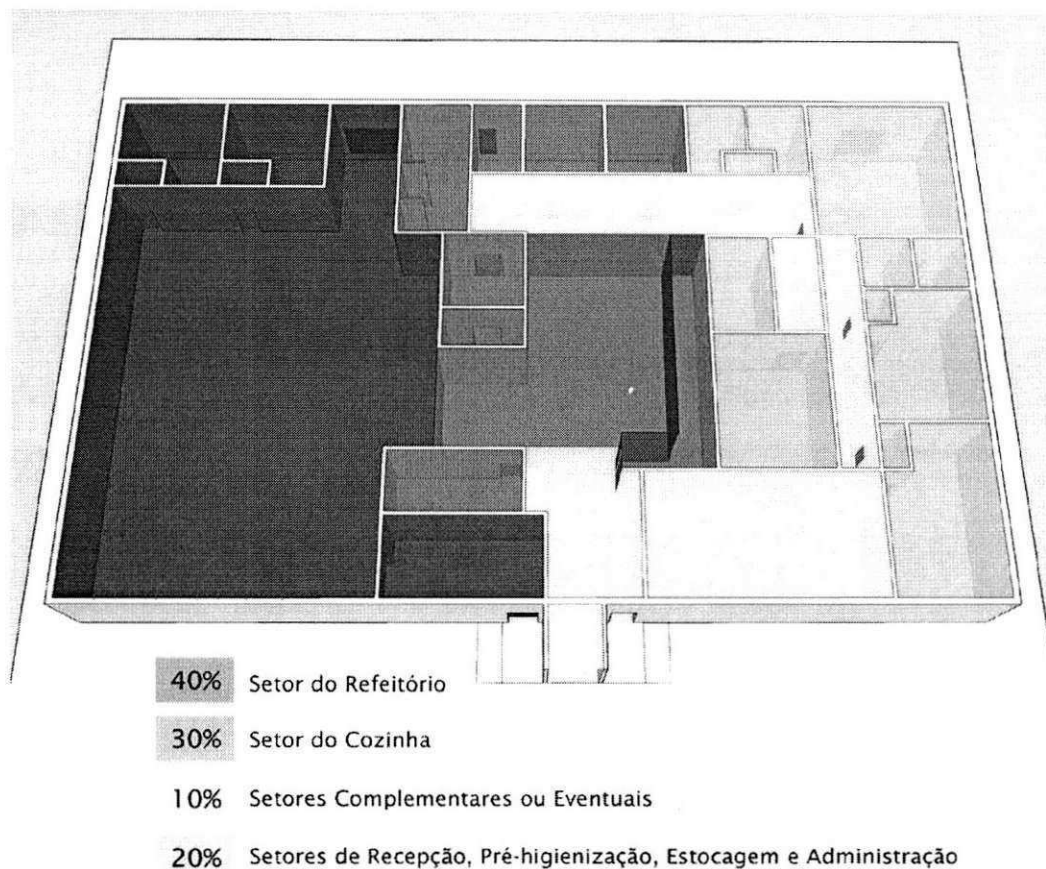 40% Setor do Refeitório
30% Setor do Cozinha
10% Setores Complementares ou Eventuais
20% Setores de Recepção, Pré-higienização, Estocagem e Administração